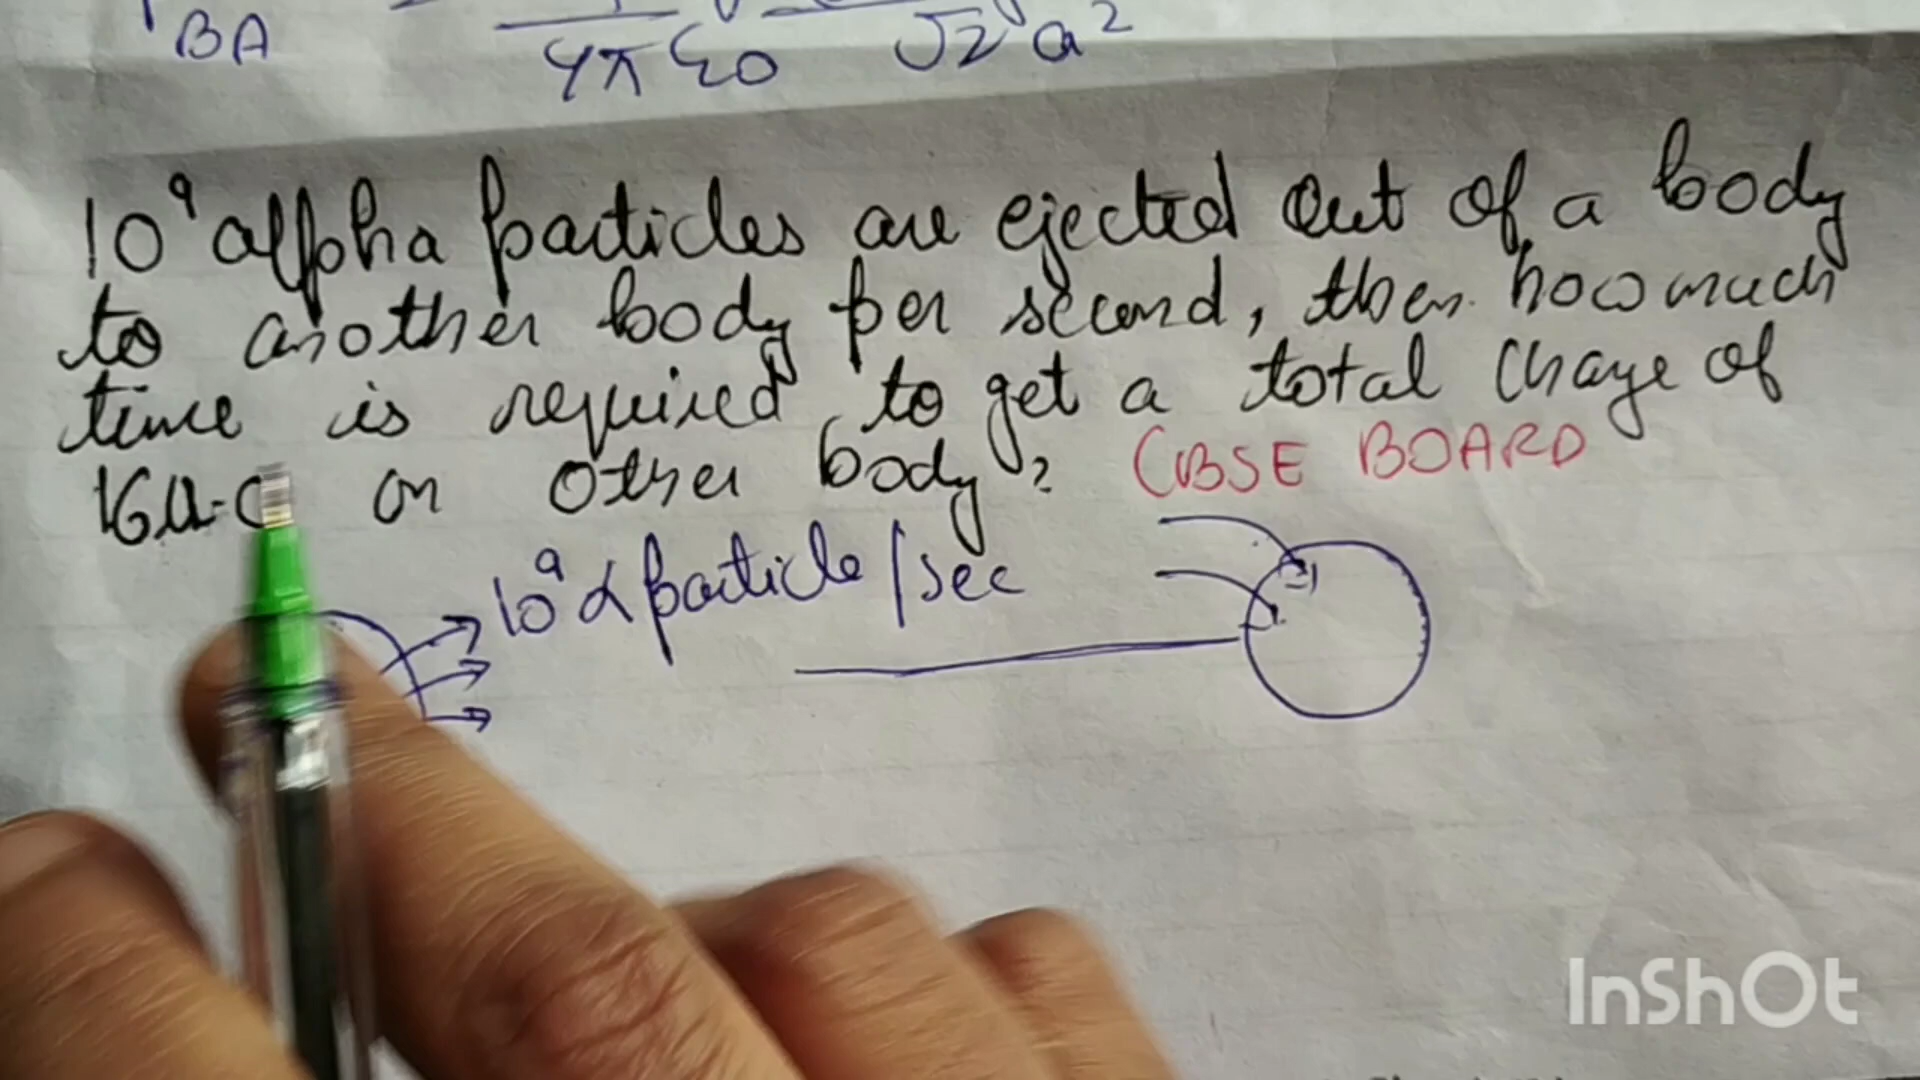 BA 4π ε0 √2 a²
10⁹ alpha particles are ejected out of a body
to another body per second, then how much
time is required to get a total charge of
16μ-C on other body? CBSE BOARD
10⁹ α particle/sec
InShOt